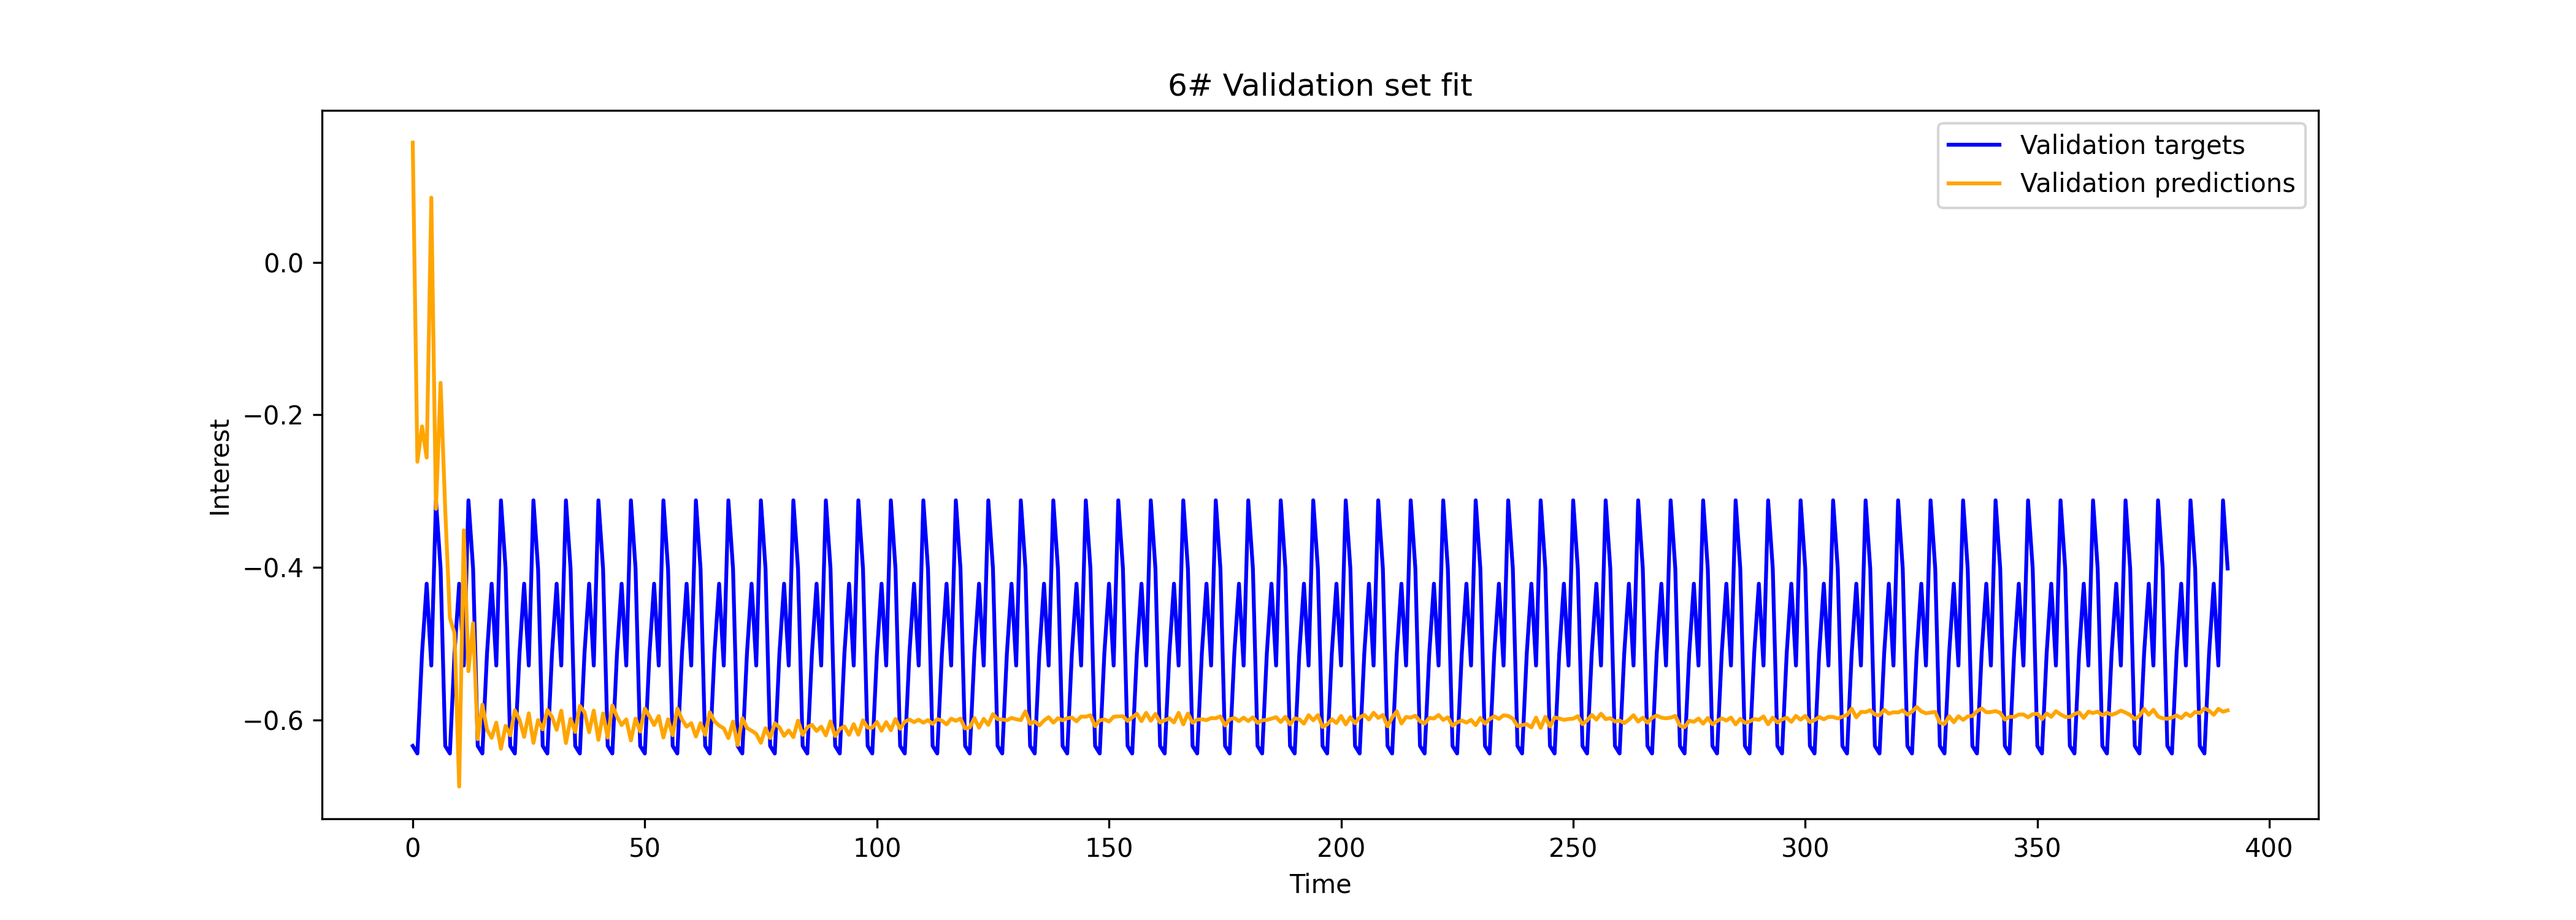 6# Validation set fit
Validation targets
Validation predictions
Interest
0.0
−0.2
−0.4
−0.6
0
50
100
150
200
250
300
350
400
Time